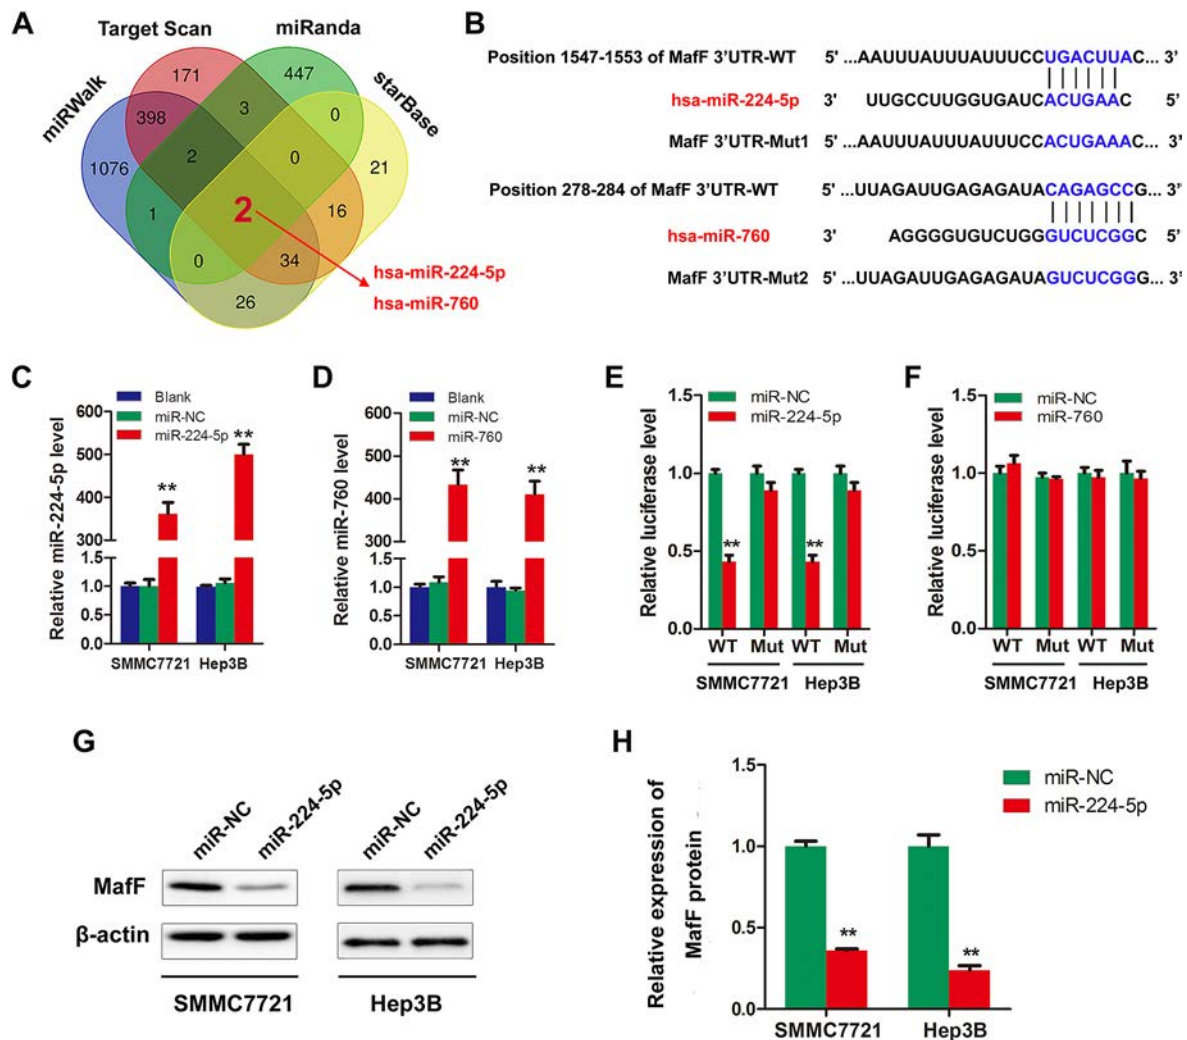 A
Target Scan
miRanda
miRWalk
starBase
171
447
398
3
0
1076
2
0
21
1
2
16
0
34
26
hsa-miR-224-5p
hsa-miR-760
B
Position 1547-1553 of MafF 3'UTR-WT 5' ...AAUUUAUUUAUUUCCUGACUUAC... 3'
hsa-miR-224-5p 3' UUGCCUUGGUGAUCACUGAAC 5'
MafF 3'UTR-Mut1 5' ...AAUUUAUUUAUUUCCACUGAAAC... 3'
Position 278-284 of MafF 3'UTR-WT 5' ...UUAGAUUGAGAGAUACAGAGCCG... 3'
hsa-miR-760 3' AGGGGUGUCUGGGUCUCGGC 5'
MafF 3'UTR-Mut2 5' ...UUAGAUUGAGAGAUAGUCUCGGG... 3'
C
Blank
miR-NC
miR-224-5p
Relative miR-224-5p level
600
500
400
300
1.5
1.0
0.5
0.0
**
**
SMMC7721 Hep3B
D
Blank
miR-NC
miR-760
Relative miR-760 level
600
400
200
1.5
1.0
0.5
0.0
**
**
SMMC7721 Hep3B
E
miR-NC
miR-224-5p
Relative luciferase level
1.5
1.0
0.5
0.0
**
**
WT Mut WT Mut
SMMC7721 Hep3B
F
miR-NC
miR-760
Relative luciferase level
1.5
1.0
0.5
0.0
WT Mut WT Mut
SMMC7721 Hep3B
G
miR-NC
miR-224-5p
miR-NC
miR-224-5p
MafF
β-actin
SMMC7721 Hep3B
H
miR-NC
miR-224-5p
Relative expression of
MafF protein
1.5
1.0
0.5
0.0
**
**
SMMC7721 Hep3B